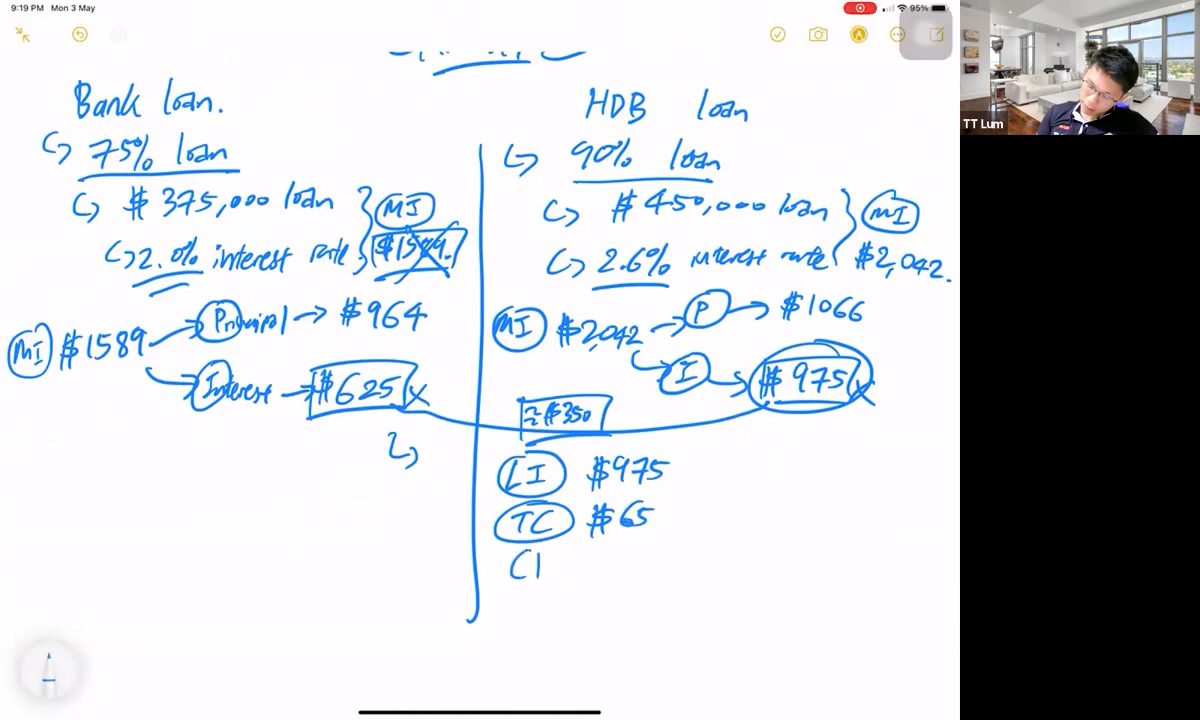 9:19 PM Mon 3 May
95%
TT Lum
Bank loan.
75% loan
$375,000 loan
2.0% interest rate
MI
$1589.
MI $1589
Principal → $964
Interest → $625
HDB loan
90% loan
$450,000 loan
2.6% interest rate
MI
$2,042.
MI $2,042
P → $1066
I → $975
≈$350
LI $975
TC $65